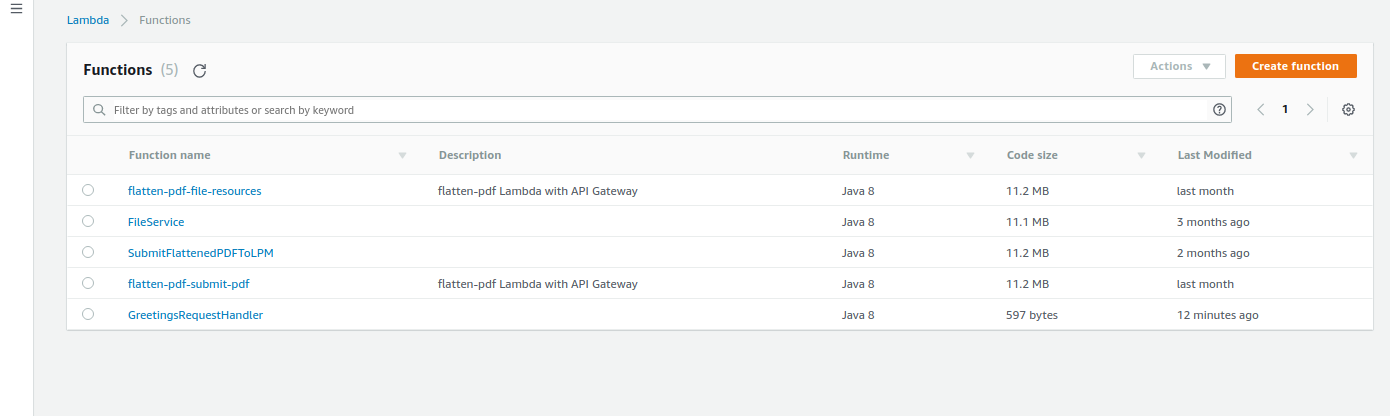 Lambda > Functions
Functions (5)
Actions
Create function
Filter by tags and attributes or search by keyword
1
Function name Description Runtime Code size Last Modified
flatten-pdf-file-resources flatten-pdf Lambda with API Gateway Java 8 11.2 MB last month
FileService Java 8 11.1 MB 3 months ago
SubmitFlattenedPDFToLPM Java 8 11.2 MB 2 months ago
flatten-pdf-submit-pdf flatten-pdf Lambda with API Gateway Java 8 11.2 MB last month
GreetingsRequestHandler Java 8 597 bytes 12 minutes ago